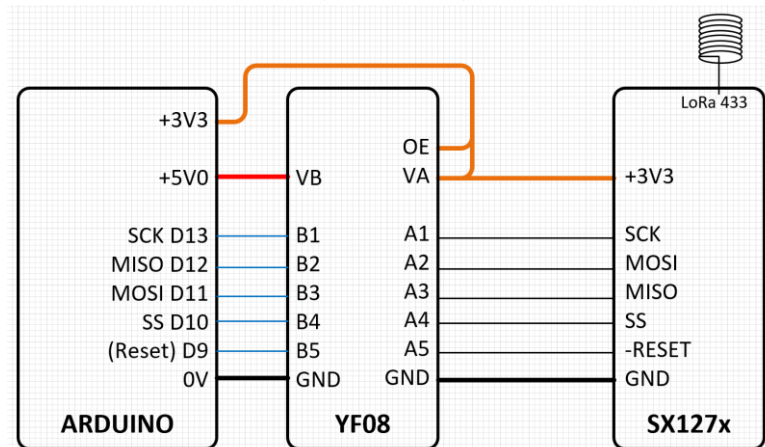 LoRa 433
+3V3
OE
+5V0 VB VA +3V3
SCK D13 B1 A1 SCK
MISO D12 B2 A2 MOSI
MOSI D11 B3 A3 MISO
SS D10 B4 A4 SS
(Reset) D9 B5 A5 -RESET
0V GND GND GND
ARDUINO YF08 SX127x